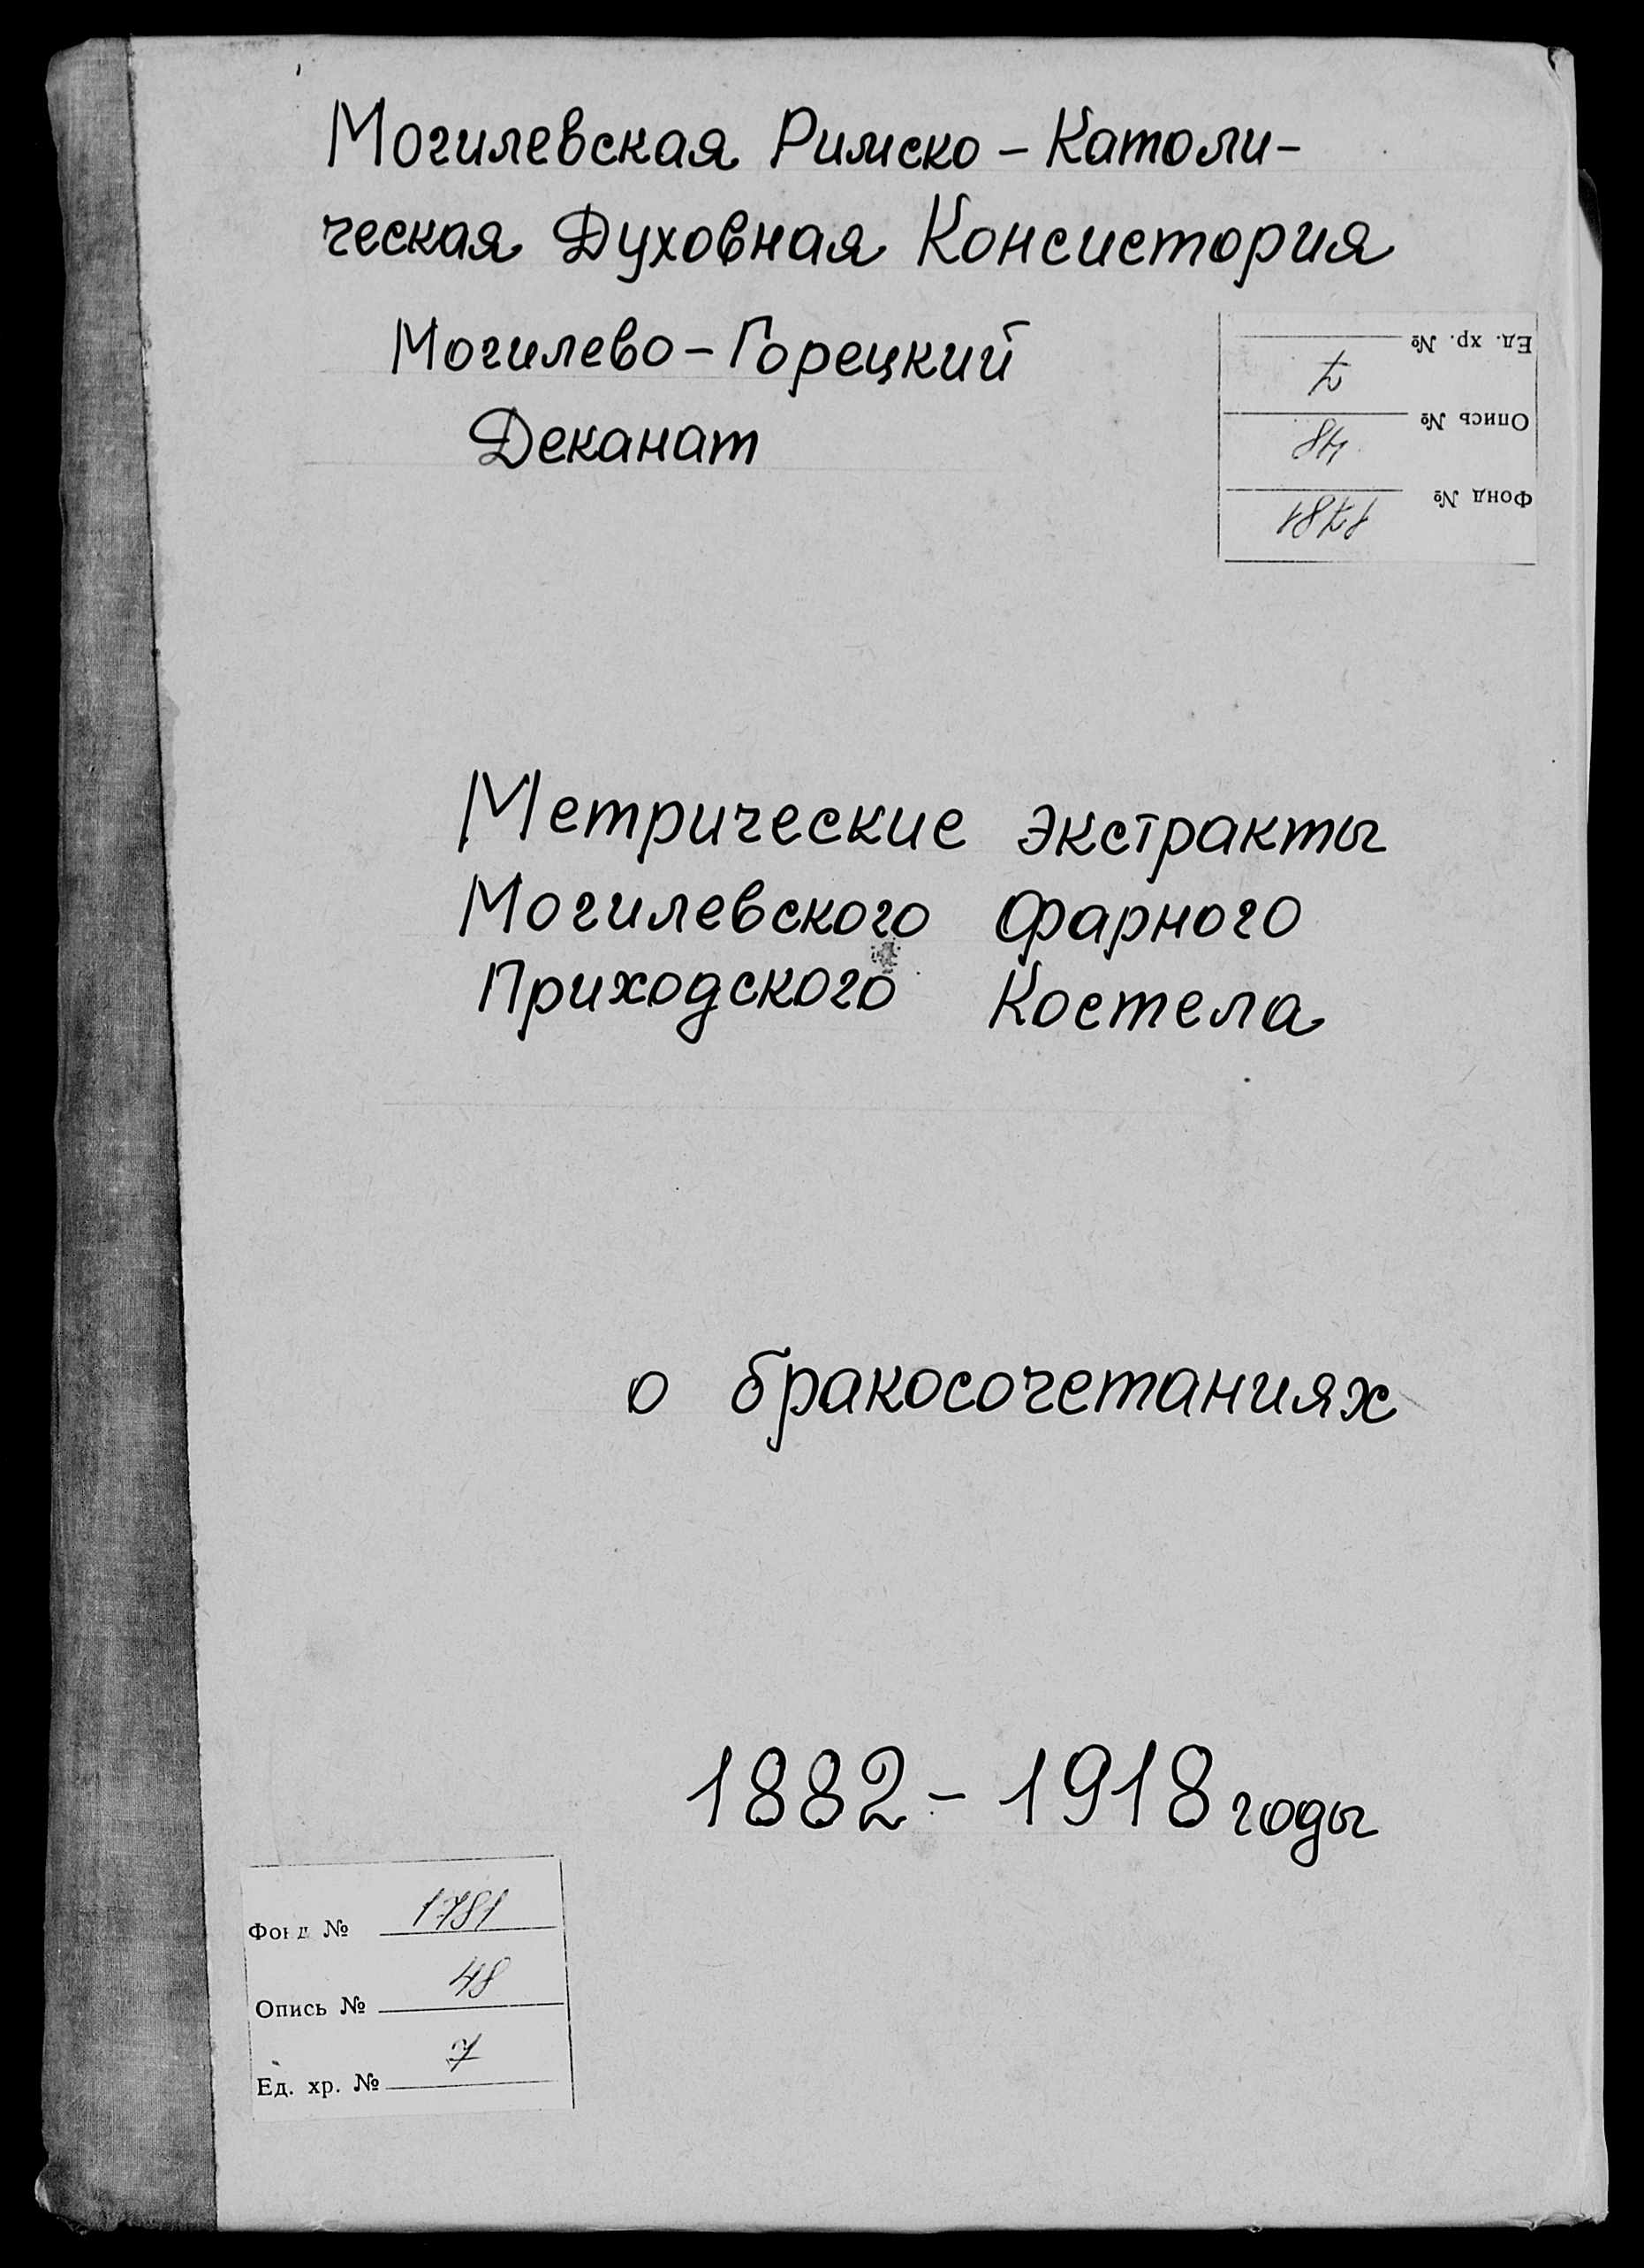 Могилевская Римско-Католи-
ческая Духовная Консистория
Могилево-Горецкий
Деканат
Фонд № 1781
Опись № 48
Ед. хр. № 7
Метрические экстракты
Могилевского фарного
Приходского Костела
о бракосочетаниях
1882-1918 годы
Фонд № 1781
Опись № 48
Ед. хр. № 7